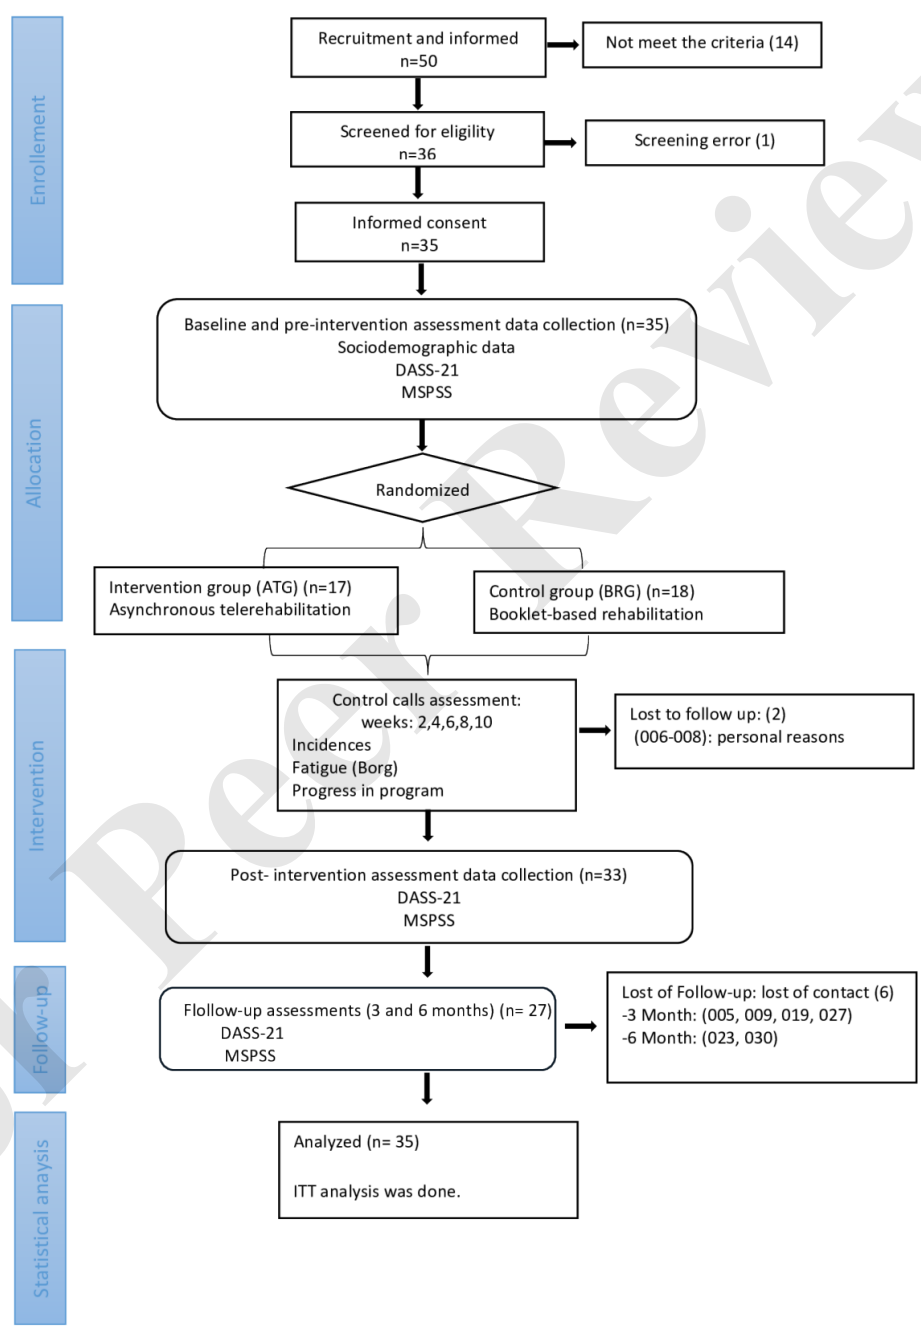 Enrollement
Recruitment and informed
n=50
Not meet the criteria (14)
Screened for eligility
n=36
Screening error (1)
Informed consent
n=35
Allocation
Baseline and pre-intervention assessment data collection (n=35)
Sociodemographic data
DASS-21
MSPSS
Randomized
Intervention group (ATG) (n=17)
Asynchronous telerehabilitation
Control group (BRG) (n=18)
Booklet-based rehabilitation
Intervention
Control calls assessment:
weeks: 2,4,6,8,10
Incidences
Fatigue (Borg)
Progress in program
Lost to follow up: (2)
(006-008): personal reasons
Post- intervention assessment data collection (n=33)
DASS-21
MSPSS
Follow-up
Flollow-up assessments (3 and 6 months) (n= 27)
DASS-21
MSPSS
Lost of Follow-up: lost of contact (6)
-3 Month: (005, 009, 019, 027)
-6 Month: (023, 030)
Statistical anaysis
Analyzed (n= 35)
ITT analysis was done.
or Peer Review